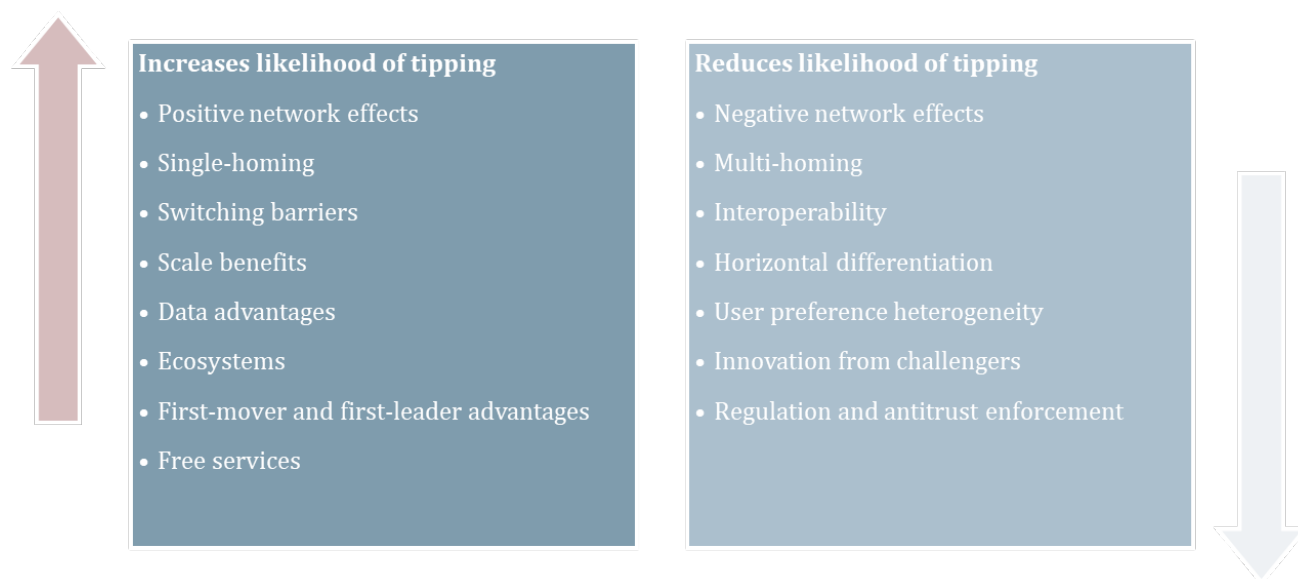 Increases likelihood of tipping
• Positive network effects
• Single-homing
• Switching barriers
• Scale benefits
• Data advantages
• Ecosystems
• First-mover and first-leader advantages
• Free services
Reduces likelihood of tipping
• Negative network effects
• Multi-homing
• Interoperability
• Horizontal differentiation
• User preference heterogeneity
• Innovation from challengers
• Regulation and antitrust enforcement